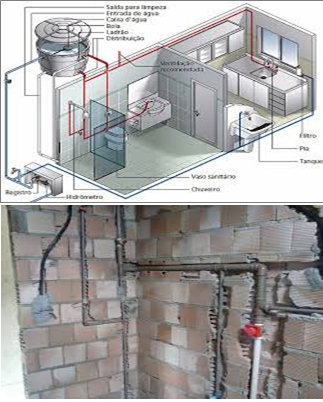 Saída para limpeza
Entrada de água
Caixa d'água
Boia
Ladrão
Distribuição
Ventilação
recomendada
Filtro
Pia
Tanque
Vaso sanitário
Chuveiro
Registro
Hidrômetro